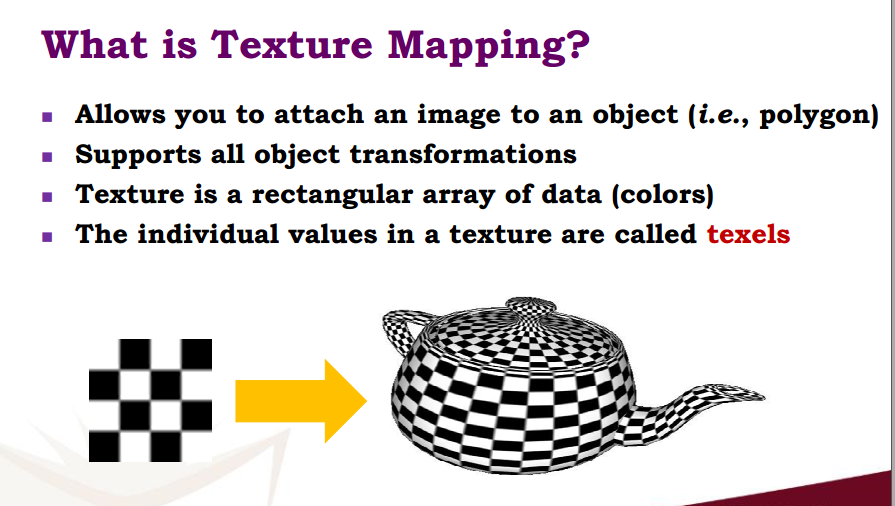 What is Texture Mapping?
▪ Allows you to attach an image to an object (i.e., polygon)
▪ Supports all object transformations
▪ Texture is a rectangular array of data (colors)
▪ The individual values in a texture are called texels